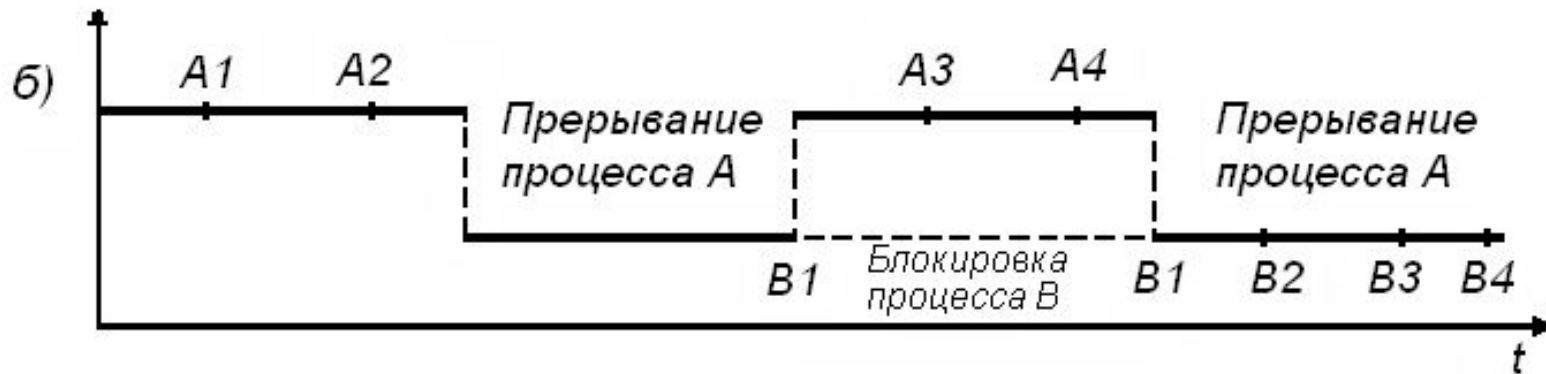 б)
A1
A2
Прерывание
процесса A
A3
A4
Прерывание
процесса A
B1
Блокировка
процесса B
B1
B2
B3
B4
t